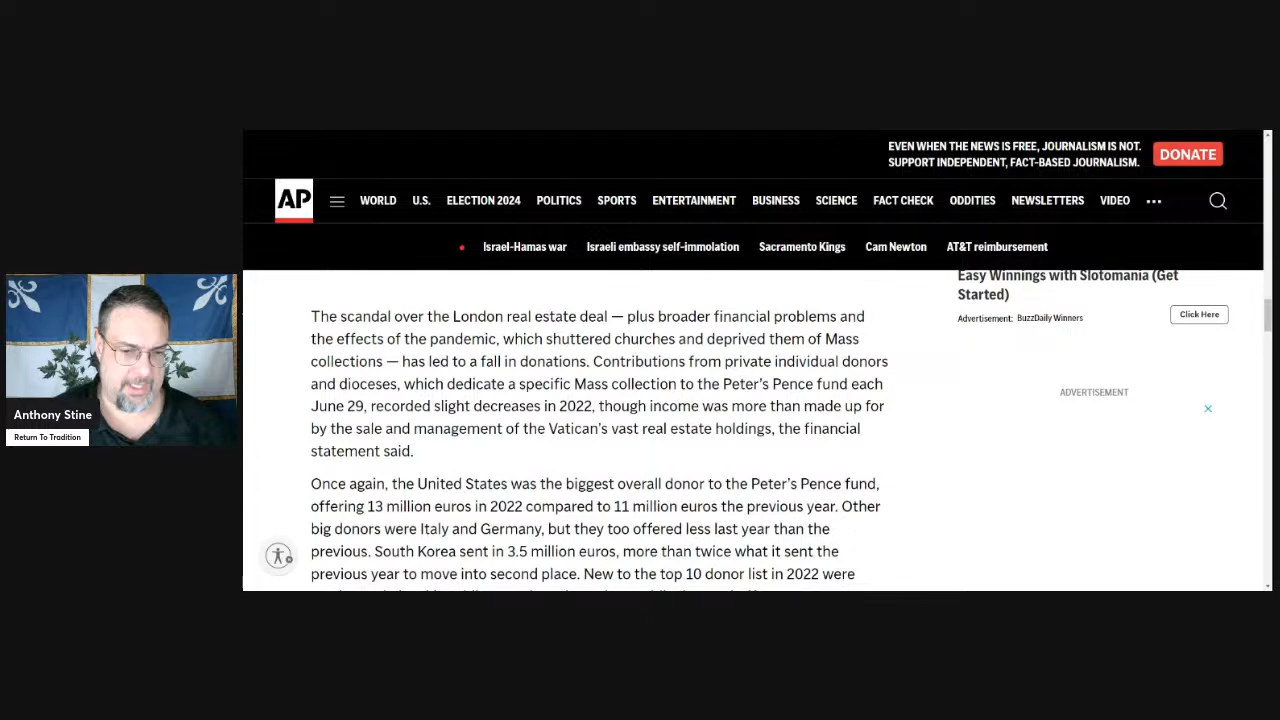 EVEN WHEN THE NEWS IS FREE, JOURNALISM IS NOT.
SUPPORT INDEPENDENT, FACT-BASED JOURNALISM.
DONATE
AP
WORLD U.S. ELECTION 2024 POLITICS SPORTS ENTERTAINMENT BUSINESS SCIENCE FACT CHECK ODDITIES NEWSLETTERS VIDEO
Israel-Hamas war Israeli embassy self-immolation Sacramento Kings Cam Newton AT&T reimbursement
Easy Winnings with Slotomania (Get
Started)
Advertisement: BuzzDaily Winners
Click Here
ADVERTISEMENT
The scandal over the London real estate deal — plus broader financial problems and
the effects of the pandemic, which shuttered churches and deprived them of Mass
collections — has led to a fall in donations. Contributions from private individual donors
and dioceses, which dedicate a specific Mass collection to the Peter’s Pence fund each
June 29, recorded slight decreases in 2022, though income was more than made up for
by the sale and management of the Vatican’s vast real estate holdings, the financial
statement said.
Once again, the United States was the biggest overall donor to the Peter’s Pence fund,
offering 13 million euros in 2022 compared to 11 million euros the previous year. Other
big donors were Italy and Germany, but they too offered less last year than the
previous. South Korea sent in 3.5 million euros, more than twice what it sent the
previous year to move into second place. New to the top 10 donor list in 2022 were
Anthony Stine
Return To Tradition